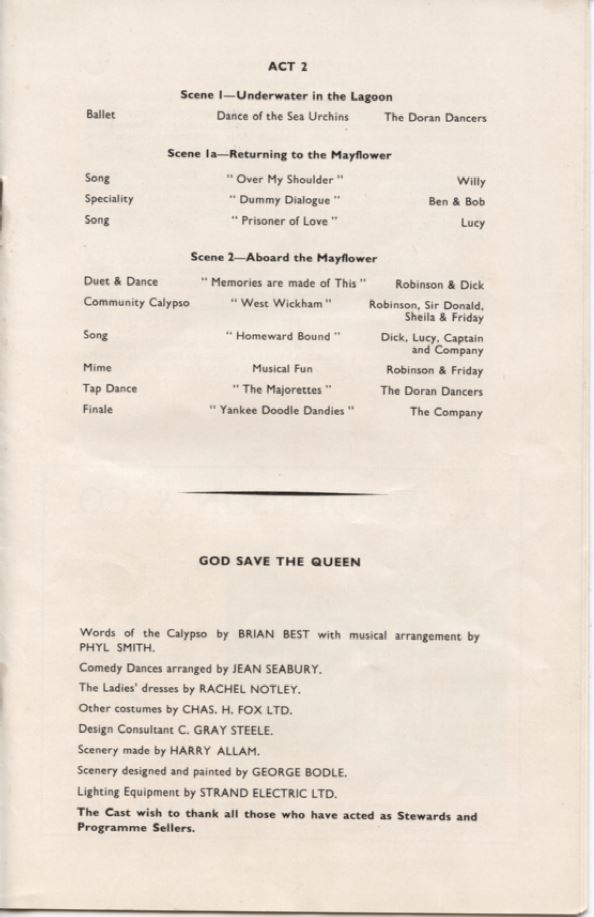 ACT 2
Scene 1—Underwater in the Lagoon
Ballet Dance of the Sea Urchins The Doran Dancers
Scene 1a—Returning to the Mayflower
Song " Over My Shoulder " Willy
Speciality " Dummy Dialogue " Ben & Bob
Song " Prisoner of Love " Lucy
Scene 2—Aboard the Mayflower
Duet & Dance " Memories are made of This " Robinson & Dick
Community Calypso " West Wickham " Robinson, Sir Donald,
Sheila & Friday
Song " Homeward Bound " Dick, Lucy, Captain
and Company
Mime Musical Fun Robinson & Friday
Tap Dance " The Majorettes " The Doran Dancers
Finale " Yankee Doodle Dandies " The Company
GOD SAVE THE QUEEN
Words of the Calypso by BRIAN BEST with musical arrangement by
PHYL SMITH.
Comedy Dances arranged by JEAN SEABURY.
The Ladies' dresses by RACHEL NOTLEY.
Other costumes by CHAS. H. FOX LTD.
Design Consultant C. GRAY STEELE.
Scenery made by HARRY ALLAM.
Scenery designed and painted by GEORGE BODLE.
Lighting Equipment by STRAND ELECTRIC LTD.
The Cast wish to thank all those who have acted as Stewards and
Programme Sellers.